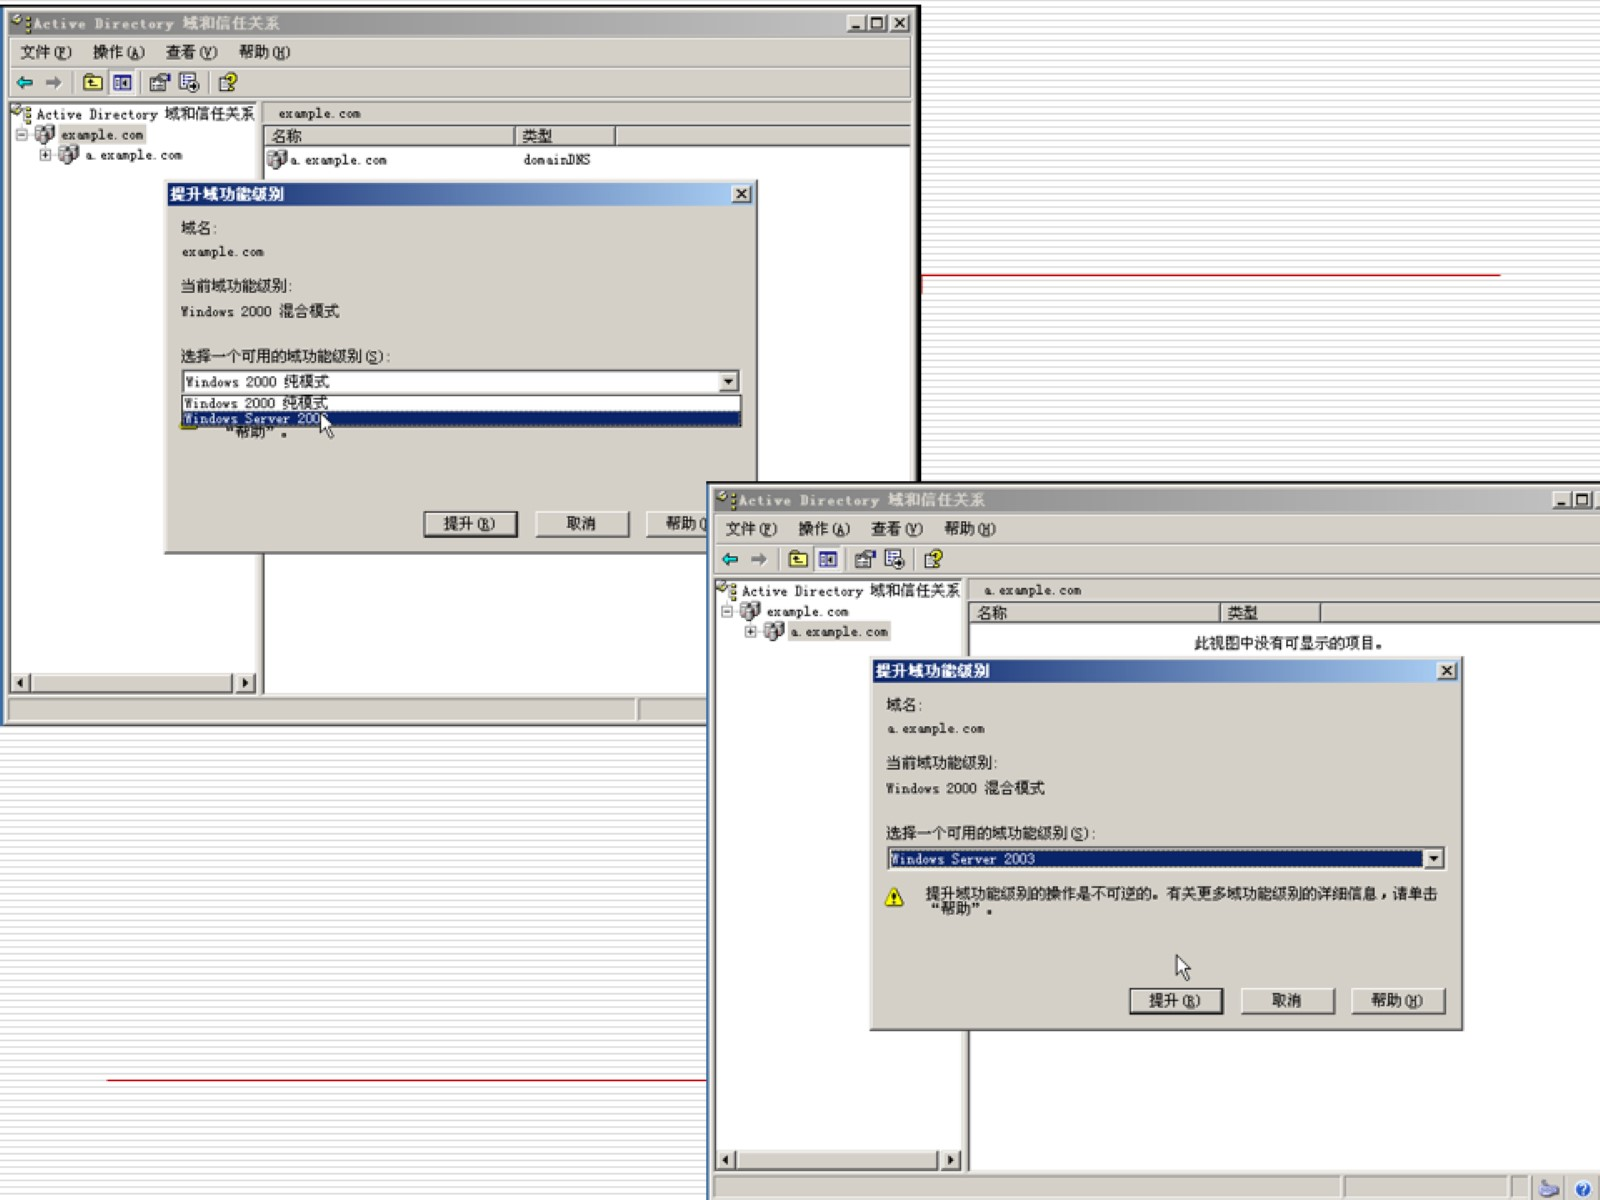 Active Directory 域和信任关系
文件(F) 操作(A) 查看(V) 帮助(H)
Active Directory 域和信任关系
example.com
a.example.com
example.com
名称 类型
a.example.com domainDNS
提升域功能级别
域名:
example.com
当前域功能级别:
Windows 2000 混合模式
选择一个可用的域功能级别(S):
Windows 2000 纯模式
Windows 2000 纯模式
Windows Server
“帮助”。
提升(R) 取消 帮助
Active Directory 域和信任关系
文件(F) 操作(A) 查看(V) 帮助(H)
Active Directory 域和信任关系
example.com
a.example.com
a.example.com
名称 类型
此视图中没有可显示的项目。
提升域功能级别
域名:
a.example.com
当前域功能级别:
Windows 2000 混合模式
选择一个可用的域功能级别(S):
Windows Server 2003
提升域功能级别的操作是不可逆的。有关更多域功能级别的详细信息，请单击
“帮助”。
提升(R) 取消 帮助(H)